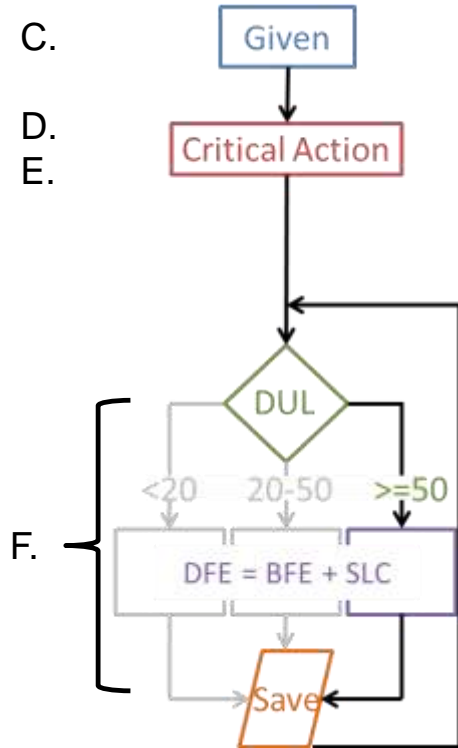 C.
Given
D.
Critical Action
E.
DUL
<20 20-50 >=50
F.
DFE = BFE + SLC
Save